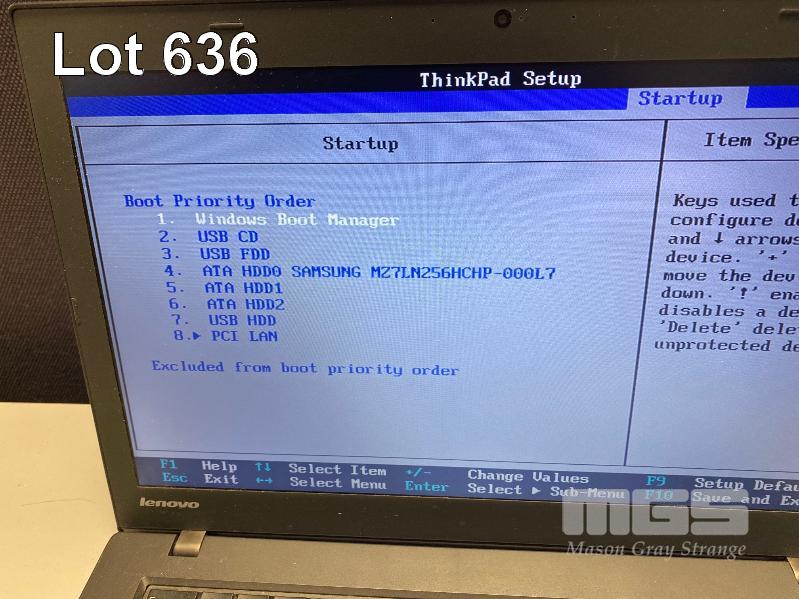 Lot 636
ThinkPad Setup
Startup
Startup
Item Spe
Boot Priority Order
1. Windows Boot Manager
2. USB CD
3. USB FDD
4. ATA HDD0 SAMSUNG MZ7LN256HCHP-000L7
5. ATA HDD1
6. ATA HDD2
7. USB HDD
8.▸ PCI LAN
Excluded from boot priority order
Keys used t
configure de
and ↓ arrows
device. '+'
move the dev
down. '!' ena
disables a de
'Delete' dele
unprotected de
F1 Help ↑↓ Select Item +/- Change Values F9 Setup Defau
Esc Exit ↔ Select Menu Enter Select ▸ Sub-Menu F10 Save and Ex
lenovo
MGS
Mason Gray Strange